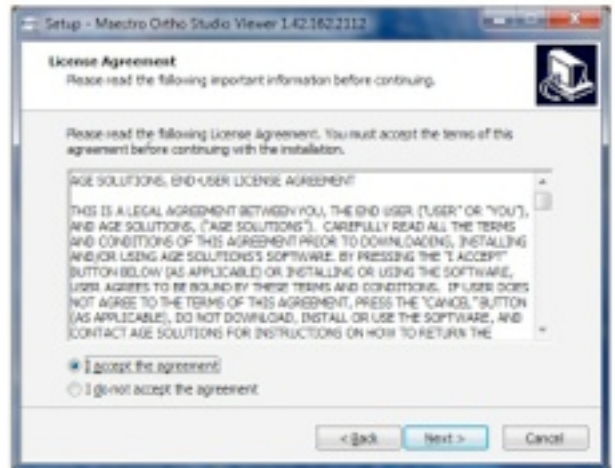 Setup - Maestro Ortho Studio Viewer 1.42.162.2112
License Agreement
Please read the following important information before continuing.
Please read the following License Agreement. You must accept the terms of this
agreement before continuing with the installation.
AGE SOLUTIONS, END-USER LICENSE AGREEMENT
THIS IS A LEGAL AGREEMENT BETWEEN YOU, THE END USER ("USER" OR "YOU"),
AND AGE SOLUTIONS, ("AGE SOLUTIONS"). CAREFULLY READ ALL THE TERMS
AND CONDITIONS OF THIS AGREEMENT PRIOR TO DOWNLOADING, INSTALLING
AND/OR USING AGE SOLUTIONS'S SOFTWARE. BY PRESSING THE "I ACCEPT"
BUTTON BELOW (AS APPLICABLE) OR INSTALLING OR USING THE SOFTWARE,
USER AGREES TO BE BOUND BY THESE TERMS AND CONDITIONS. IF USER DOES
NOT AGREE TO THE TERMS OF THIS AGREEMENT, PRESS THE "CANCEL" BUTTON
(AS APPLICABLE), DO NOT DOWNLOAD, INSTALL OR USE THE SOFTWARE, AND
CONTACT AGE SOLUTIONS FOR INSTRUCTIONS ON HOW TO RETURN THE
I accept the agreement
I do not accept the agreement
< Back Next > Cancel